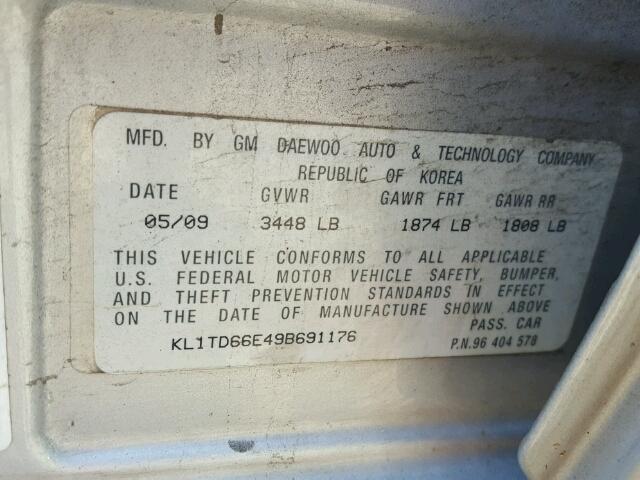 MFD. BY GM DAEWOO AUTO & TECHNOLOGY COMPANY
REPUBLIC OF KOREA
DATE GVWR GAWR FRT GAWR RR
05/09 3448 LB 1874 LB 1808 LB
THIS VEHICLE CONFORMS TO ALL APPLICABLE
U.S. FEDERAL MOTOR VEHICLE SAFETY, BUMPER,
AND THEFT PREVENTION STANDARDS IN EFFECT
ON THE DATE OF MANUFACTURE SHOWN ABOVE
PASS. CAR
KL1TD66E49B691176 P.N.96 404 578